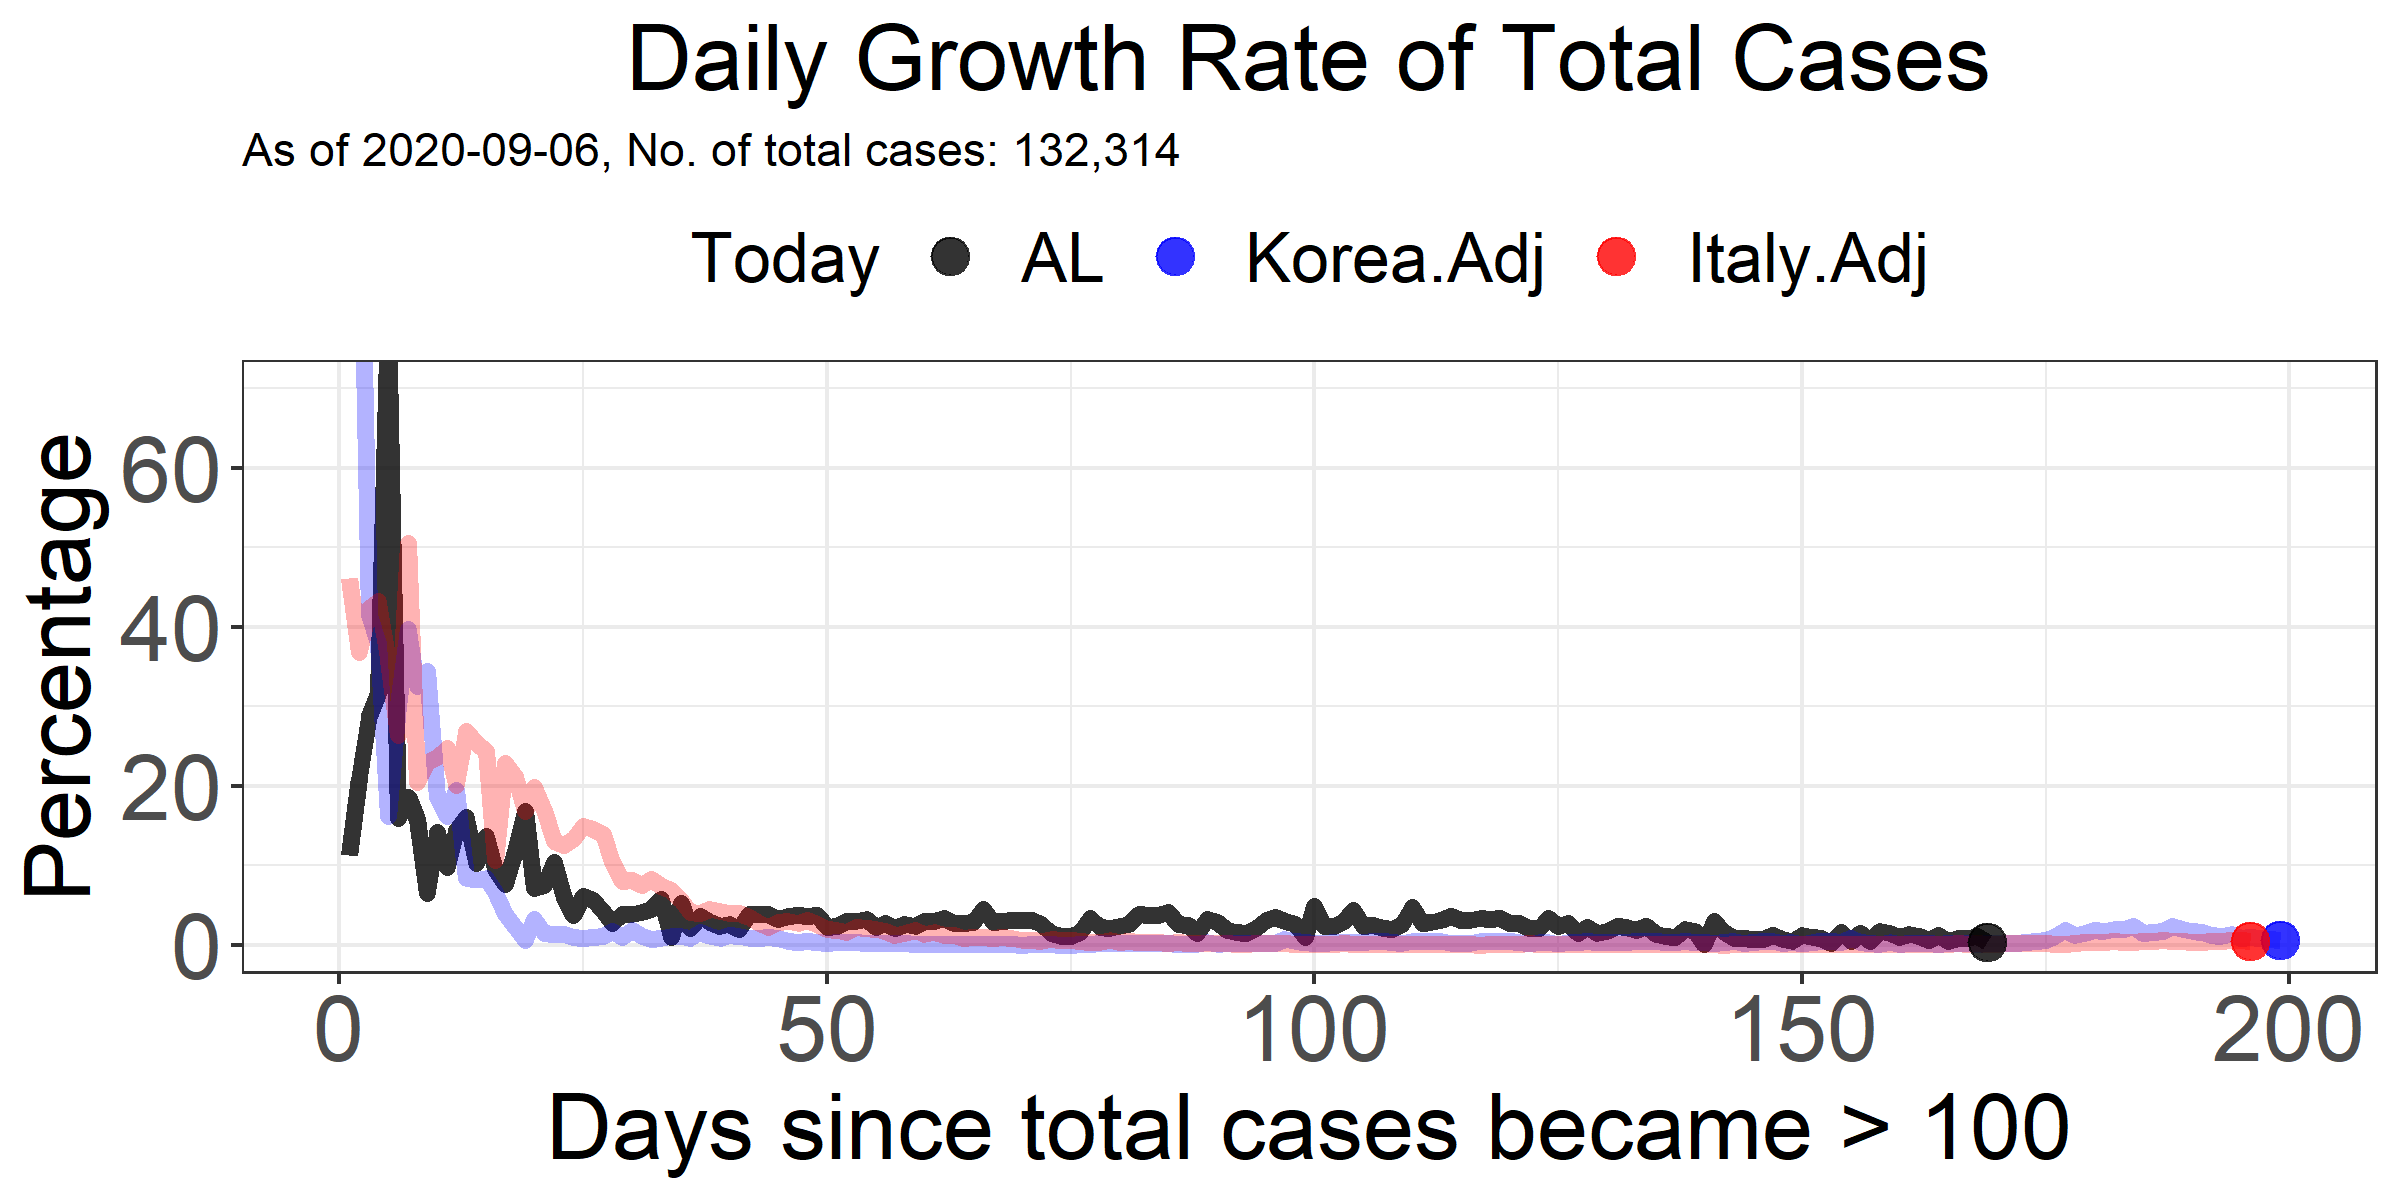 Daily Growth Rate of Total Cases
As of 2020-09-06, No. of total cases: 132,314
Today AL Korea.Adj Italy.Adj
Percentage
60
40
20
0
0 50 100 150 200
Days since total cases became > 100